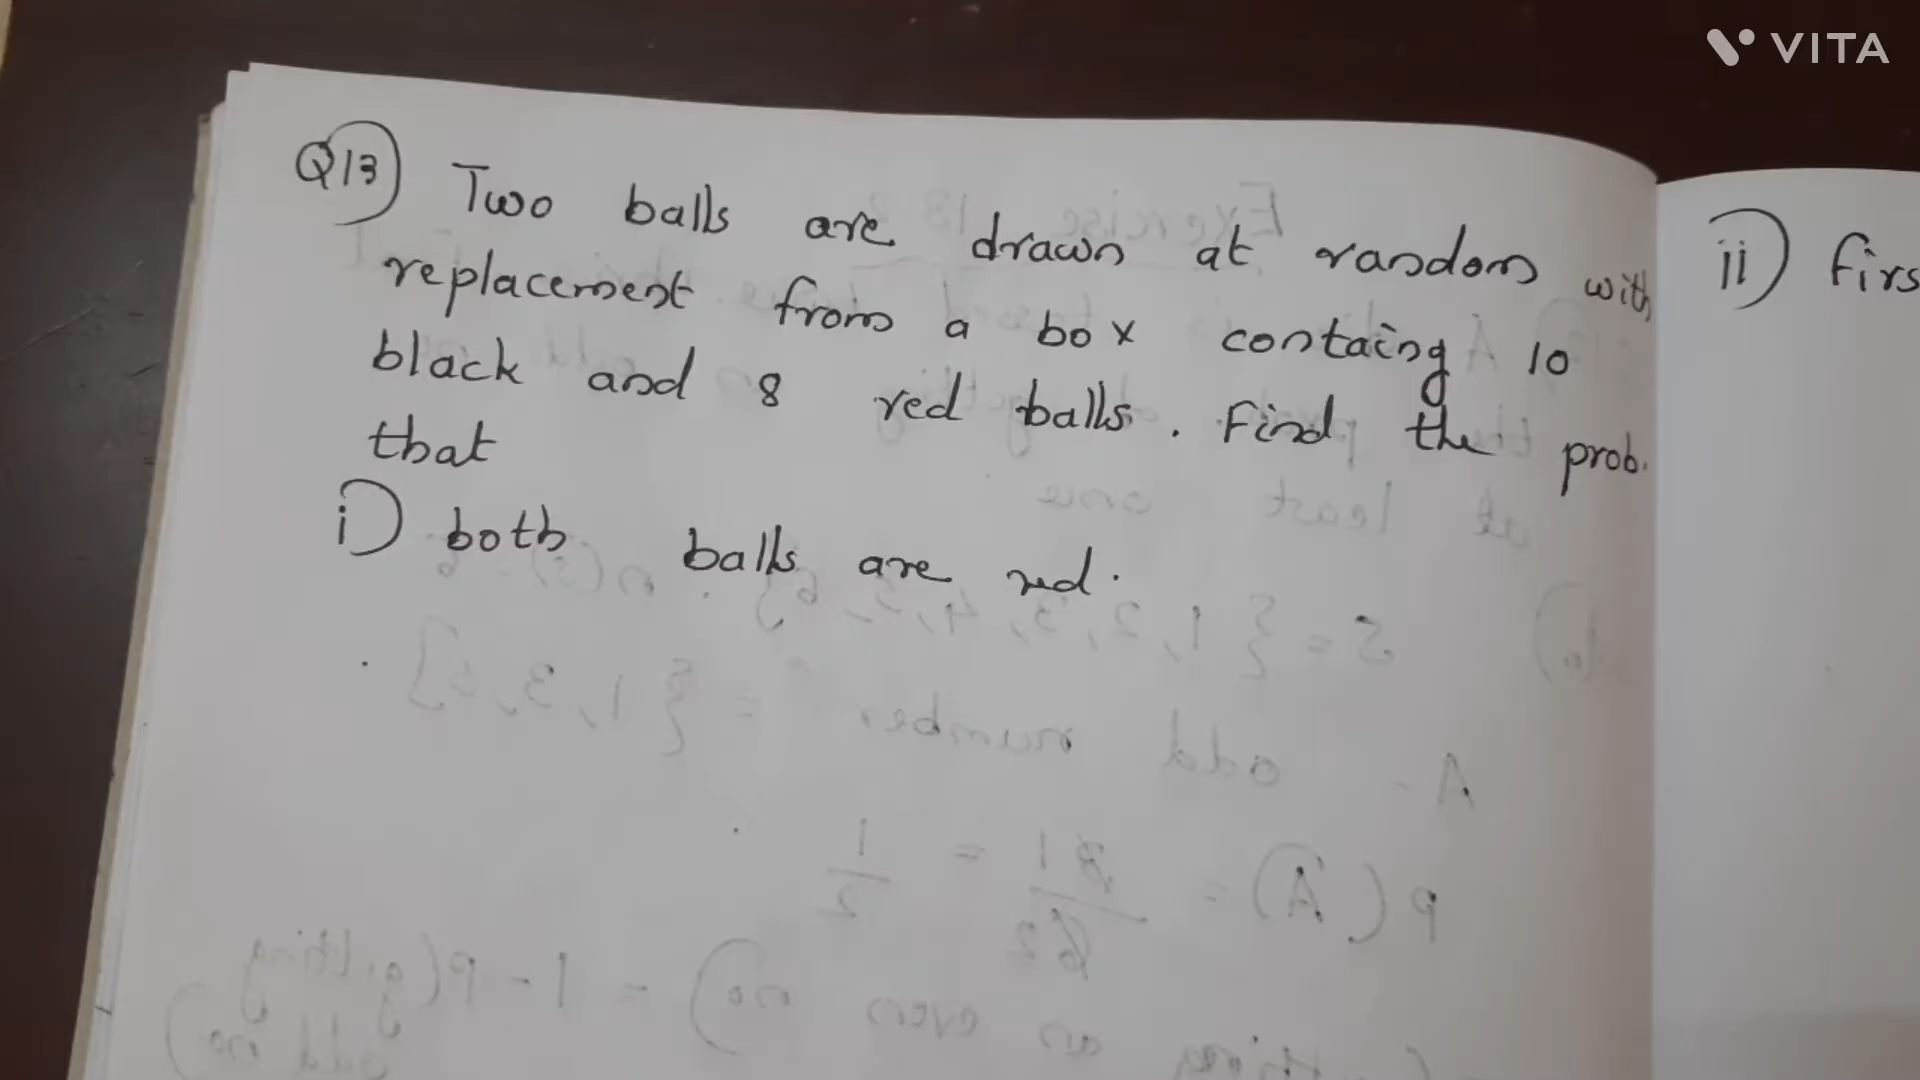 VITA
Q13) Two balls are drawn at random with
replacement from a box containg 10
black and 8 red balls. Find the prob.
that
i) both balls are red.
ii) firs